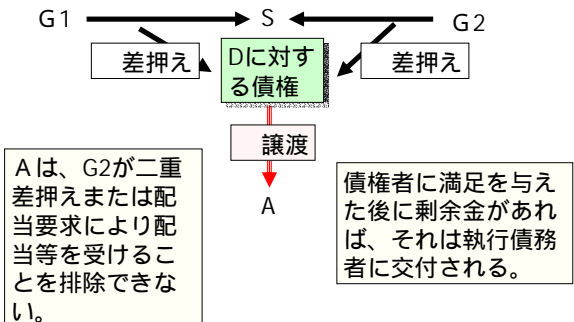 G1
S
G2
差押え
Dに対す
る債権
差押え
譲渡
A
Aは、G2が二重
差押えまたは配
当要求により配
当等を受けるこ
とを排除できな
い。
債権者に満足を与え
た後に剰余金があれ
ば、それは執行債務
者に交付される。